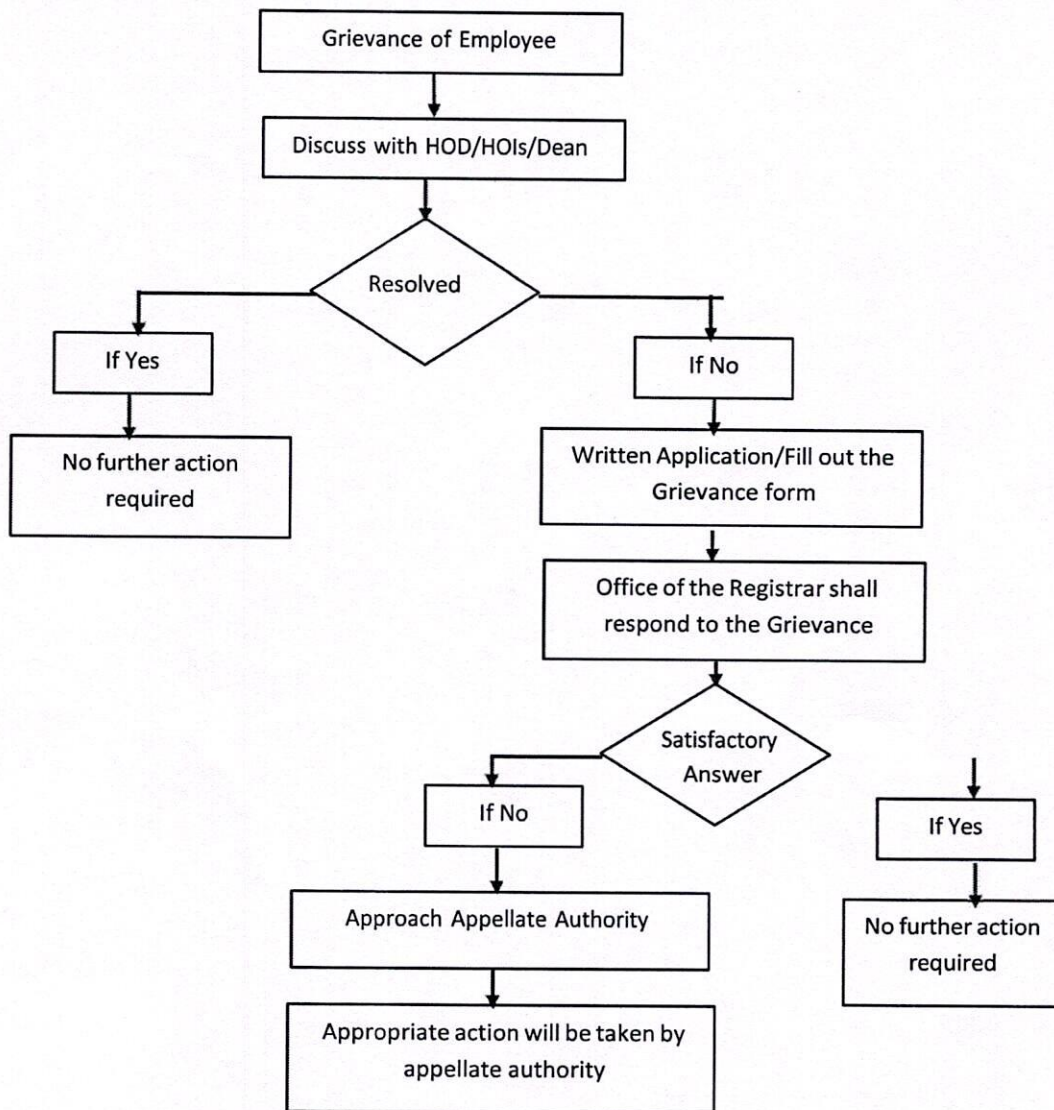 Grievance of Employee
Discuss with HOD/HOIs/Dean
Resolved
If Yes
If No
No further action
required
Written Application/Fill out the
Grievance form
Office of the Registrar shall
respond to the Grievance
Satisfactory
Answer
If No
If Yes
Approach Appellate Authority
No further action
required
Appropriate action will be taken by
appellate authority